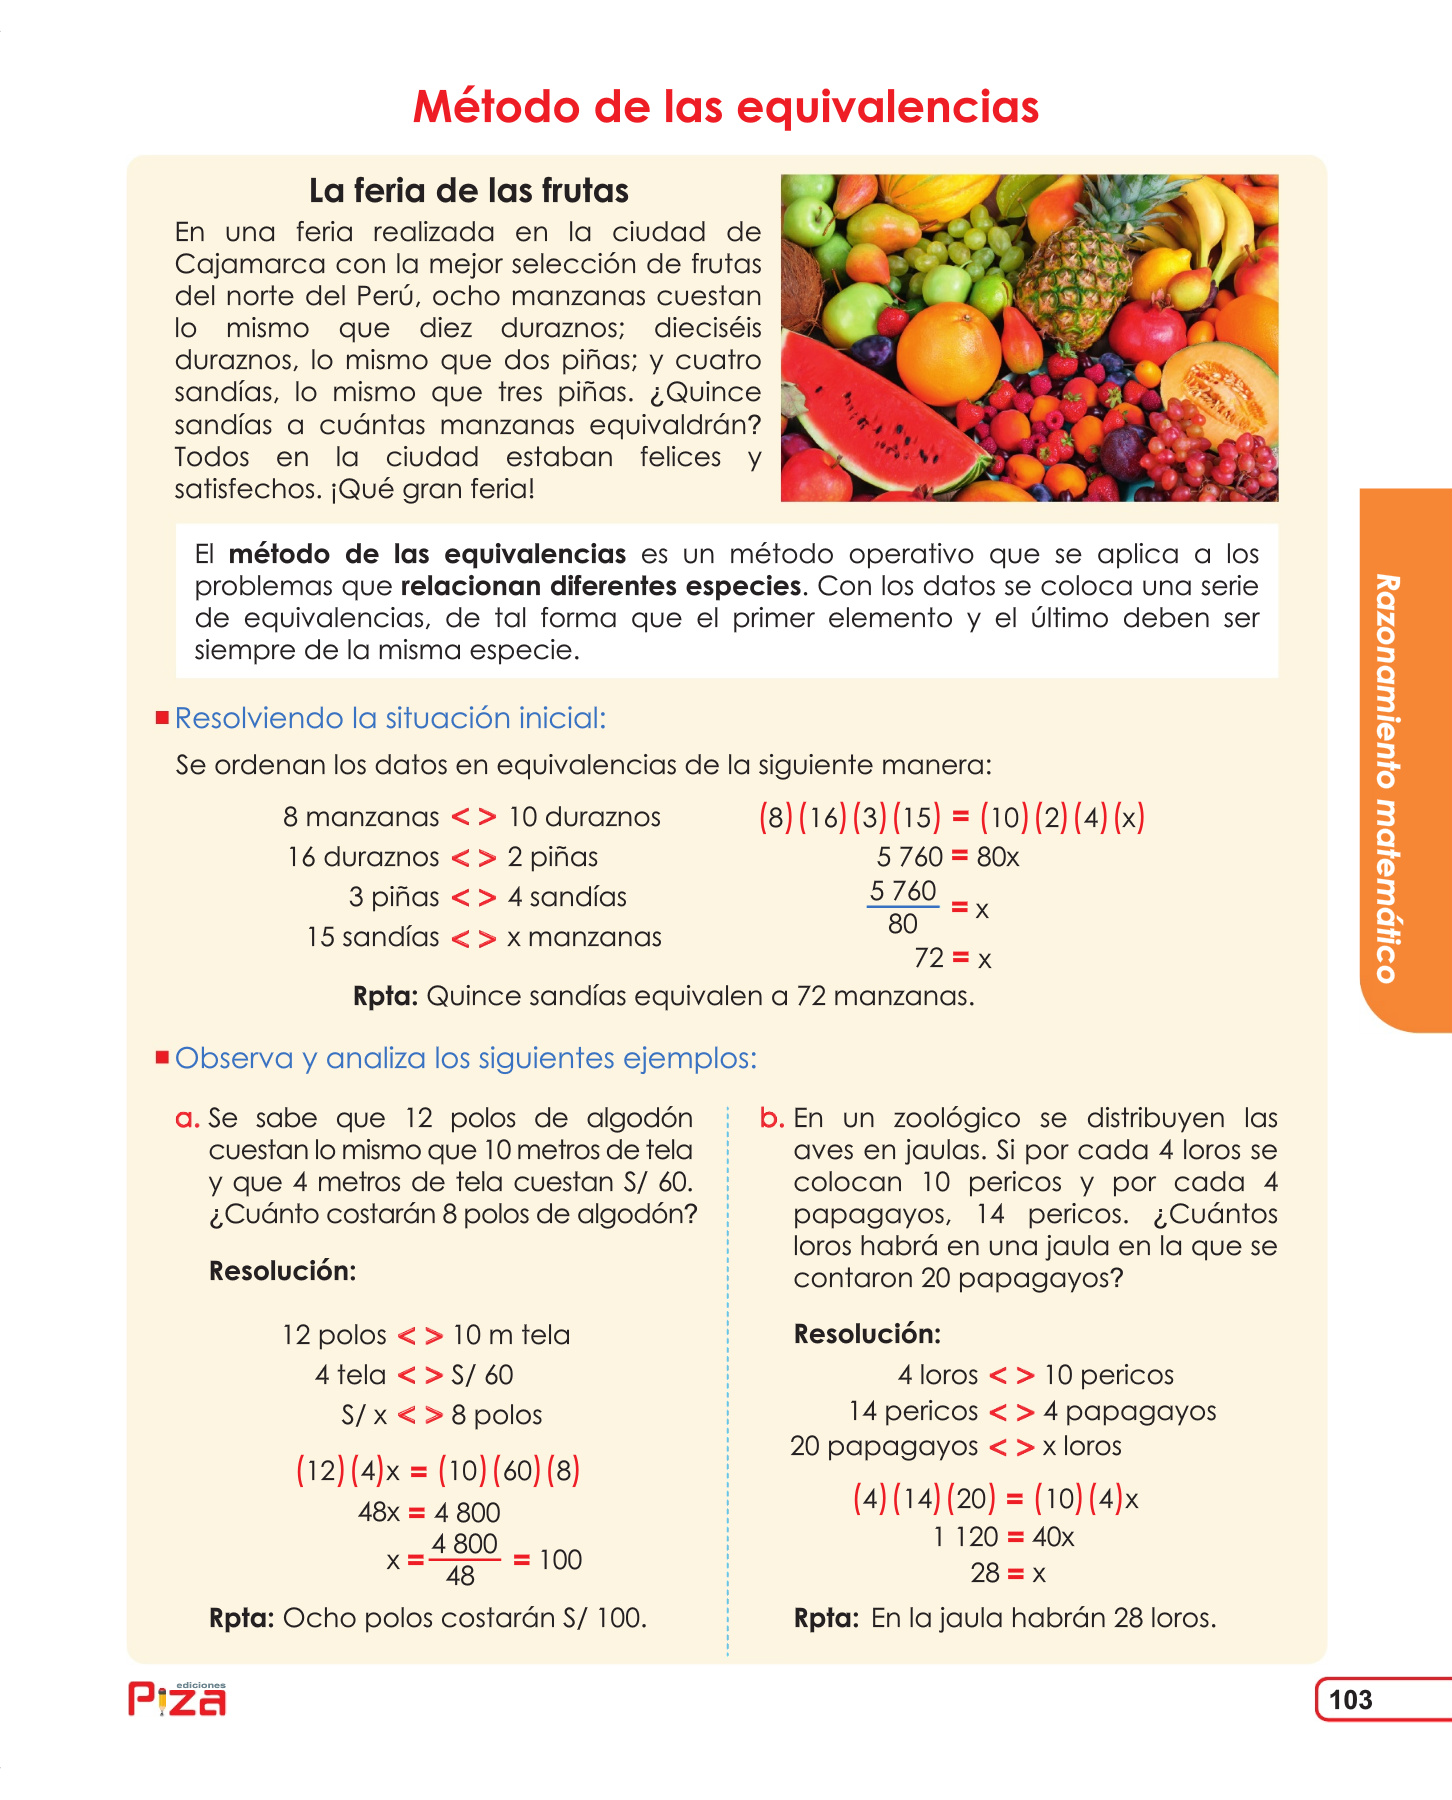 Método de las equivalencias
La feria de las frutas
En una feria realizada en la ciudad de
Cajamarca con la mejor selección de frutas
del norte del Perú, ocho manzanas cuestan
lo mismo que diez duraznos; dieciséis
duraznos, lo mismo que dos piñas; y cuatro
sandías, lo mismo que tres piñas. ¿Quince
sandías a cuántas manzanas equivaldrán?
Todos en la ciudad estaban felices y
satisfechos. ¡Qué gran feria!
El método de las equivalencias es un método operativo que se aplica a los
problemas que relacionan diferentes especies. Con los datos se coloca una serie
de equivalencias, de tal forma que el primer elemento y el último deben ser
siempre de la misma especie.
Resolviendo la situación inicial:
Se ordenan los datos en equivalencias de la siguiente manera:
8 manzanas < > 10 duraznos
16 duraznos < > 2 piñas
3 piñas < > 4 sandías
15 sandías < > x manzanas
(8)(16)(3)(15) = (10)(2)(4)(x)
5 760 = 80x
5 760
80
= x
72 = x
Rpta: Quince sandías equivalen a 72 manzanas.
Observa y analiza los siguientes ejemplos:
a. Se sabe que 12 polos de algodón
cuestan lo mismo que 10 metros de tela
y que 4 metros de tela cuestan S/ 60.
¿Cuánto costarán 8 polos de algodón?
Resolución:
12 polos < > 10 m tela
4 tela < > S/ 60
S/ x < > 8 polos
(12)(4)x = (10)(60)(8)
48x = 4 800
x = 4 800 = 100
48
Rpta: Ocho polos costarán S/ 100.
b. En un zoológico se distribuyen las
aves en jaulas. Si por cada 4 loros se
colocan 10 pericos y por cada 4
papagayos, 14 pericos. ¿Cuántos
loros habrá en una jaula en la que se
contaron 20 papagayos?
Resolución:
4 loros < > 10 pericos
14 pericos < > 4 papagayos
20 papagayos < > x loros
(4)(14)(20) = (10)(4)x
1 120 = 40x
28 = x
Rpta: En la jaula habrán 28 loros.
Razonamiento matemático
ediciones
Piza
103